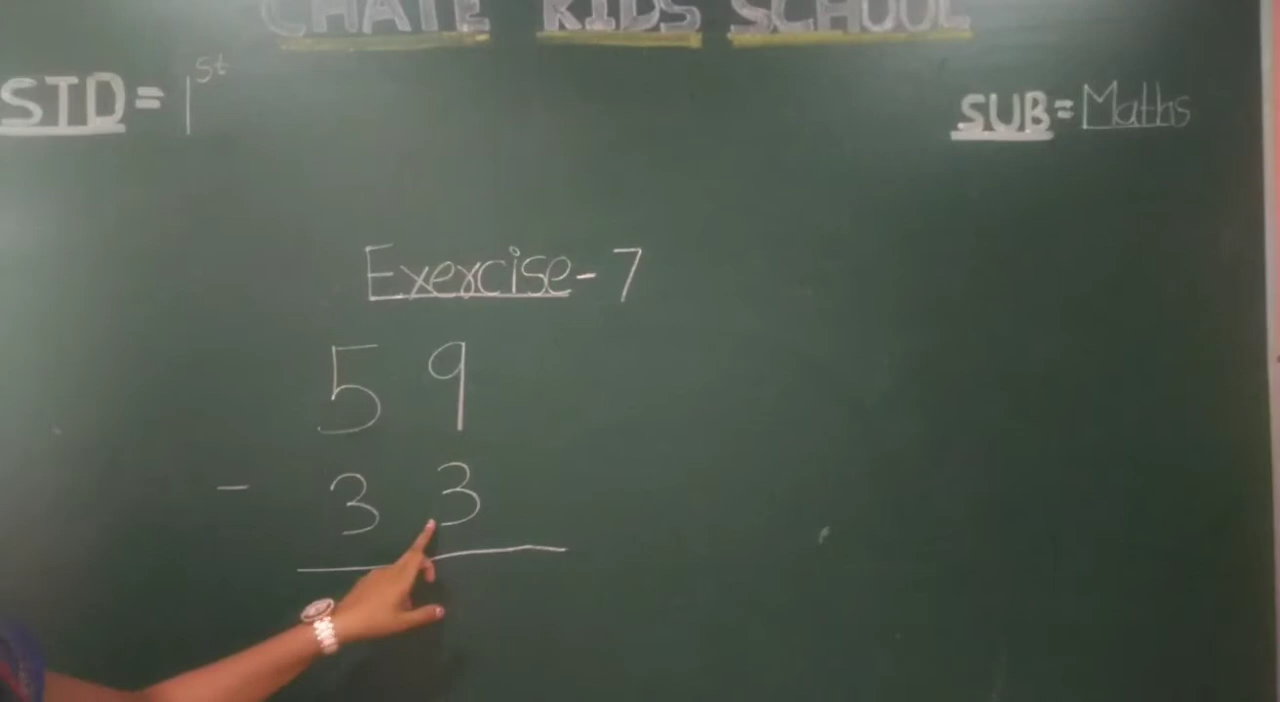 CHATE KIDS SCHOOL
STD = 1st
SUB = Maths
Exercise - 7
5 9
- 3 3